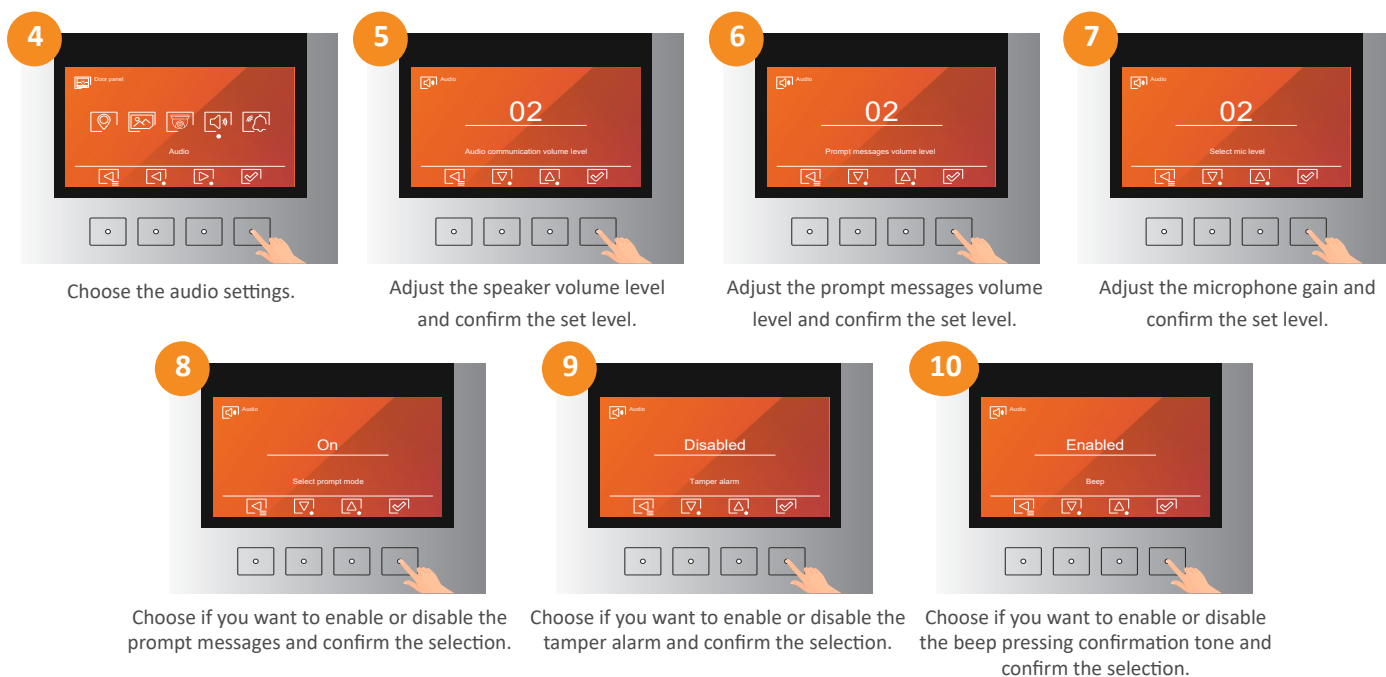 4
5
6
7
Door panel
Audio
Audio
02
Audio communication volume level
Audio
02
Prompt messages volume level
Audio
02
Select mic level
Choose the audio settings.
Adjust the speaker volume level
and confirm the set level.
Adjust the prompt messages volume
level and confirm the set level.
Adjust the microphone gain and
confirm the set level.
8
9
10
Audio
On
Select prompt mode
Audio
Disabled
Tamper alarm
Audio
Enabled
Beep
Choose if you want to enable or disable the
prompt messages and confirm the selection.
Choose if you want to enable or disable the
tamper alarm and confirm the selection.
Choose if you want to enable or disable
the beep pressing confirmation tone and
confirm the selection.